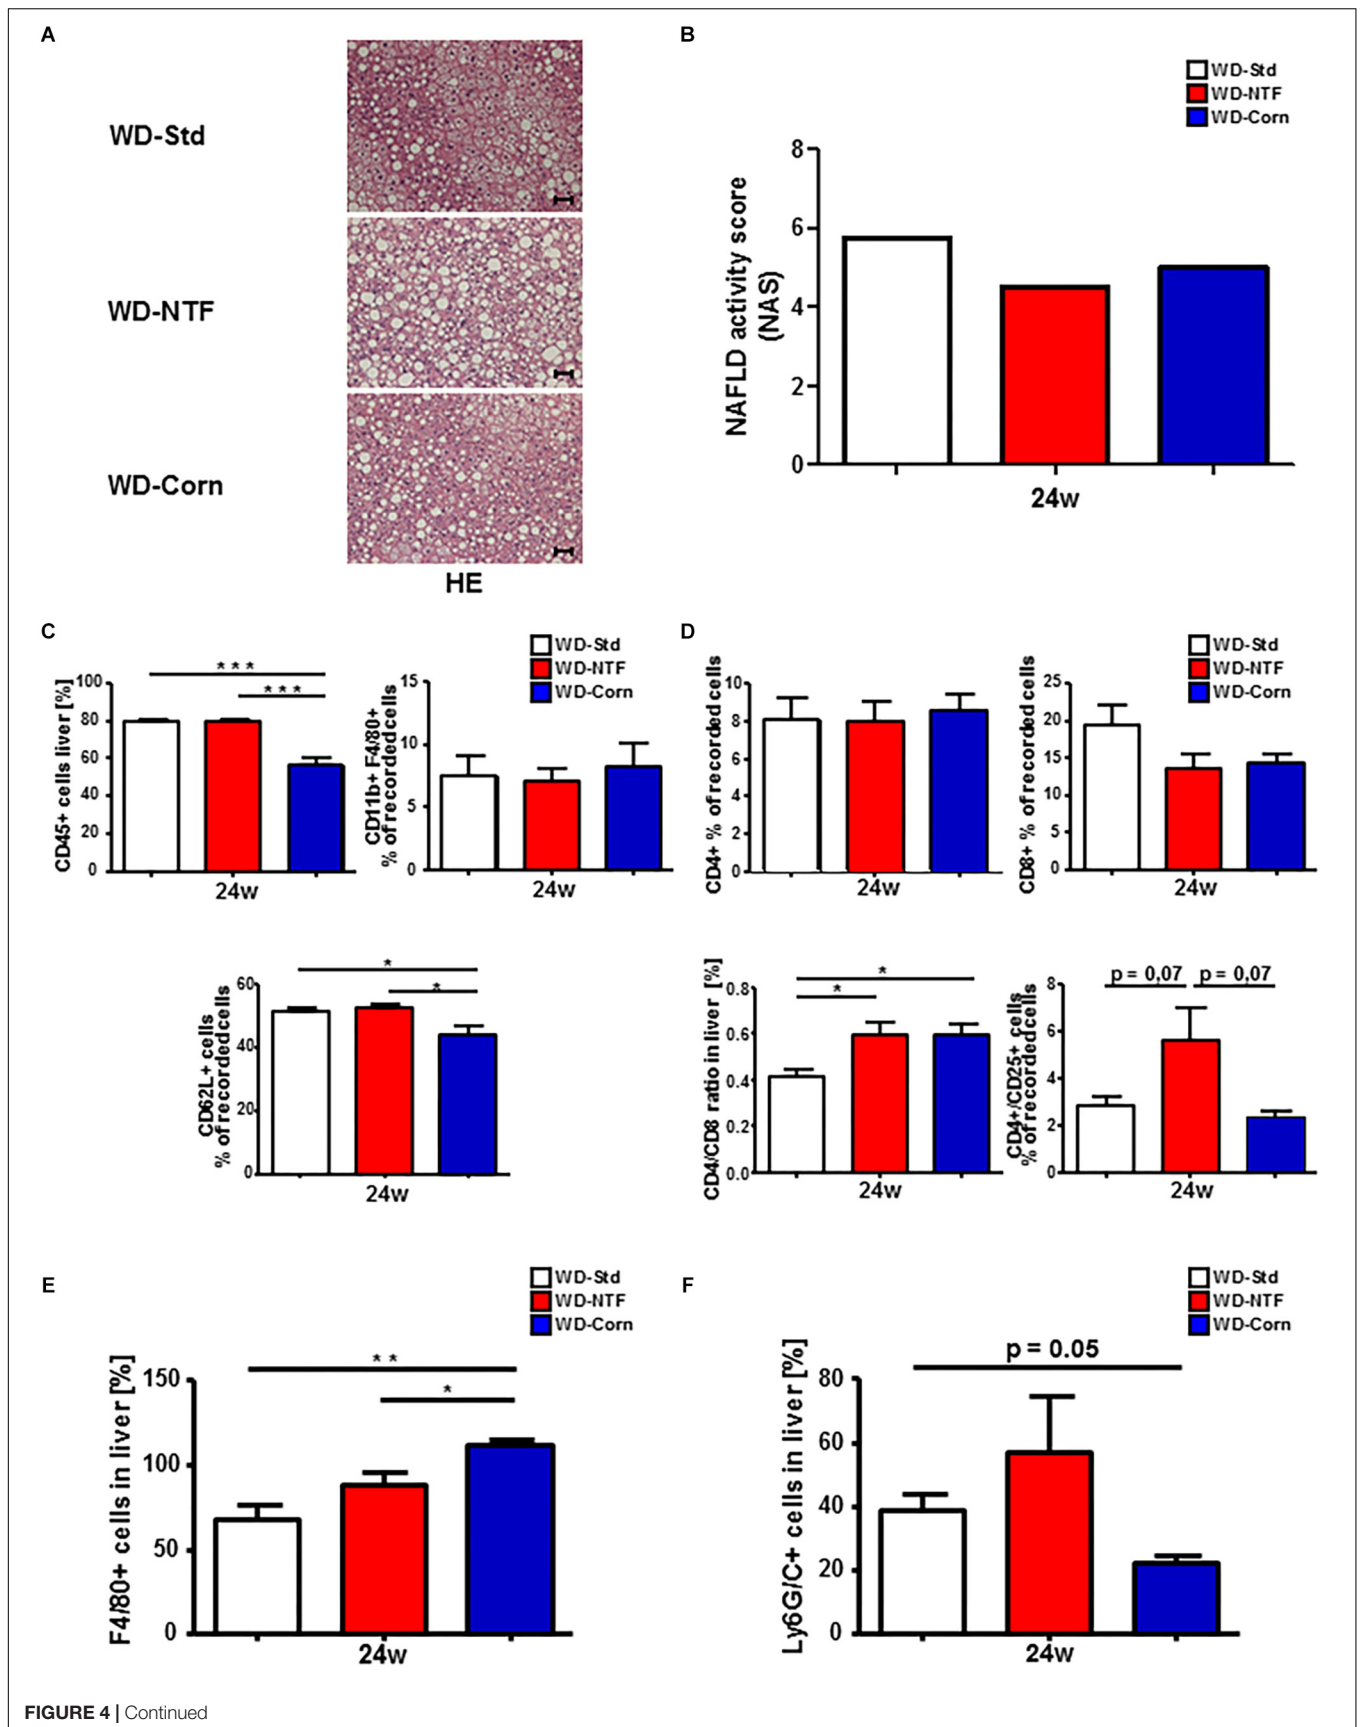 A
WD-Std
WD-NTF
WD-Corn
HE
B
WD-Std
WD-NTF
WD-Corn
NAFLD activity score
(NAS)
8
6
4
2
0
24w
C
WD-Std
WD-NTF
WD-Corn
CD45+ cells liver [%]
100
80
60
40
20
0
* * *
* * *
24w
CD11b+ F4/80+
% of recorded cells
15
10
5
0
24w
CD62L+ cells
% of recorded cells
60
40
20
0
*
*
24w
D
WD-Std
WD-NTF
WD-Corn
CD4+ % of recorded cells
10
8
6
4
2
0
24w
CD8+ % of recorded cells
25
20
15
10
5
0
24w
CD4/CD8 ratio in liver [%]
0.8
0.6
0.4
0.2
0.0
*
*
24w
CD4+/CD25+ cells
% of recorded cells
8
6
4
2
0
p = 0,07 p = 0,07
24w
E
WD-Std
WD-NTF
WD-Corn
F4/80+ cells in liver [%]
150
100
50
0
* *
*
24w
F
WD-Std
WD-NTF
WD-Corn
Ly6G/C+ cells in liver [%]
80
60
40
20
0
p = 0.05
24w
FIGURE 4 | Continued